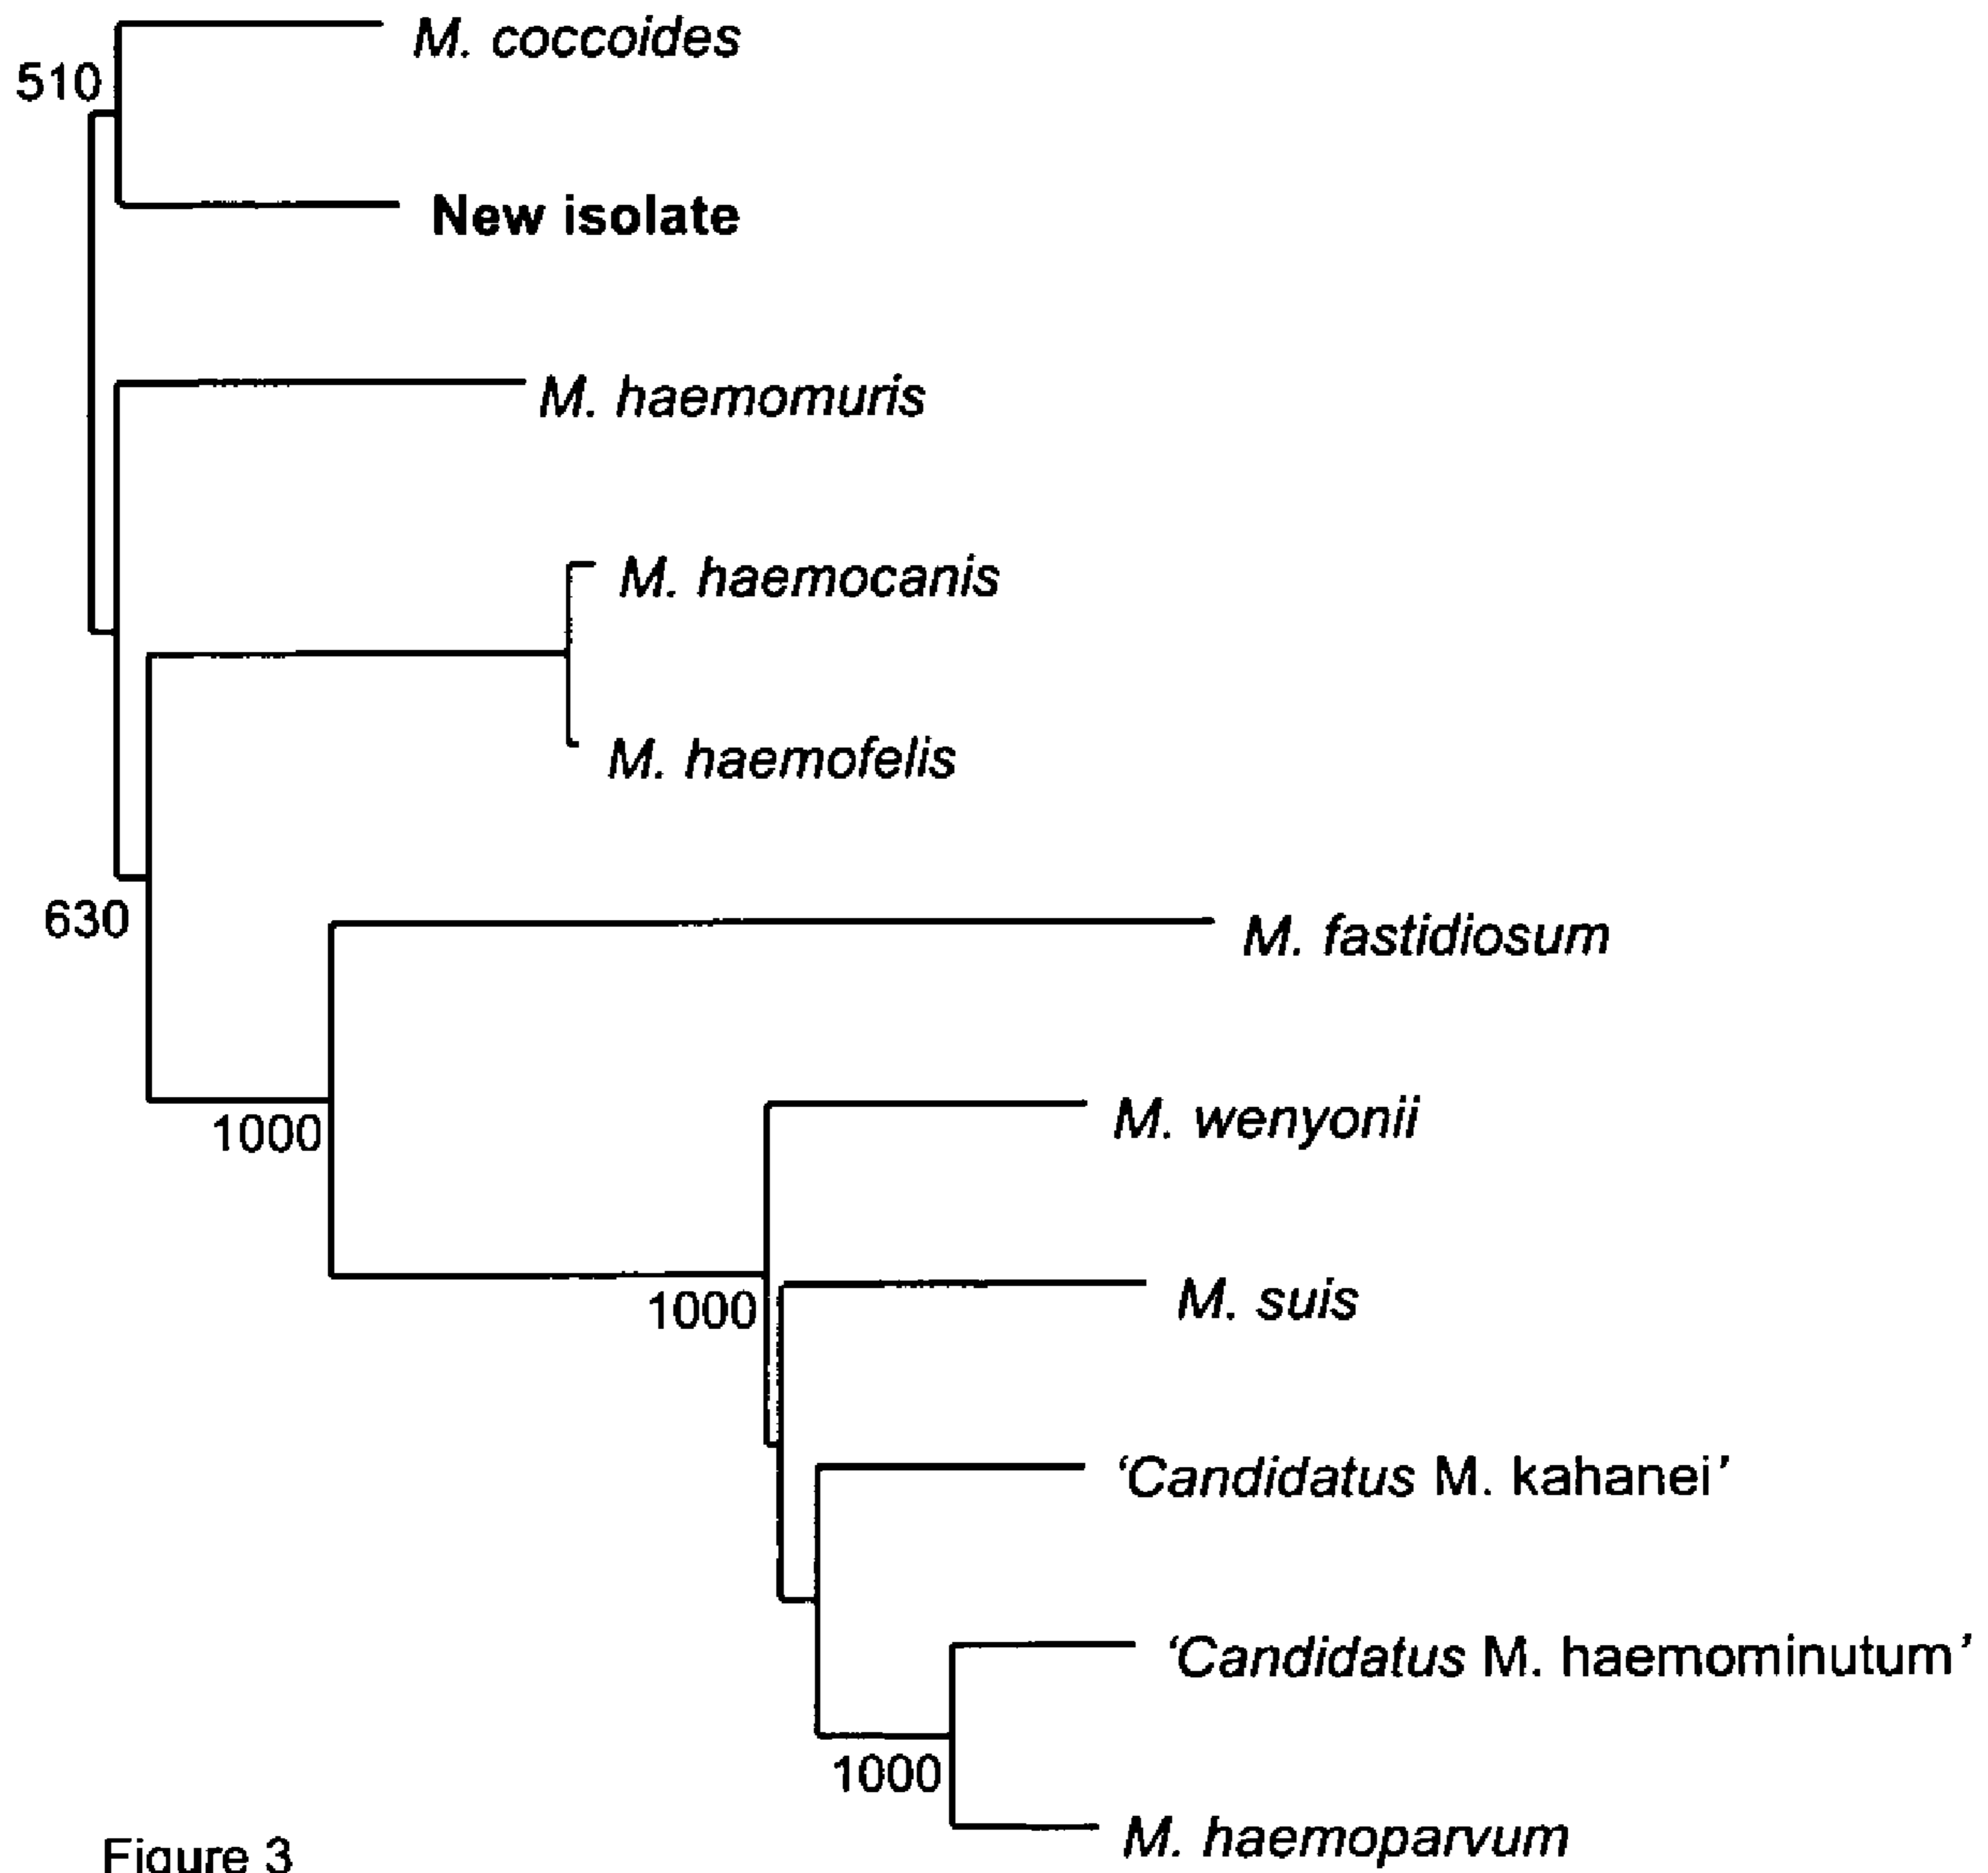 M. coccoides
510
New isolate
M. haemomuris
M. haemocanis
M. haemofelis
630
M. fastidiosum
1000
M. wenyonii
1000
M. suis
'Candidatus M. kahanei'
'Candidatus M. haemominutum'
1000
M. haemoparvum
Figure 3